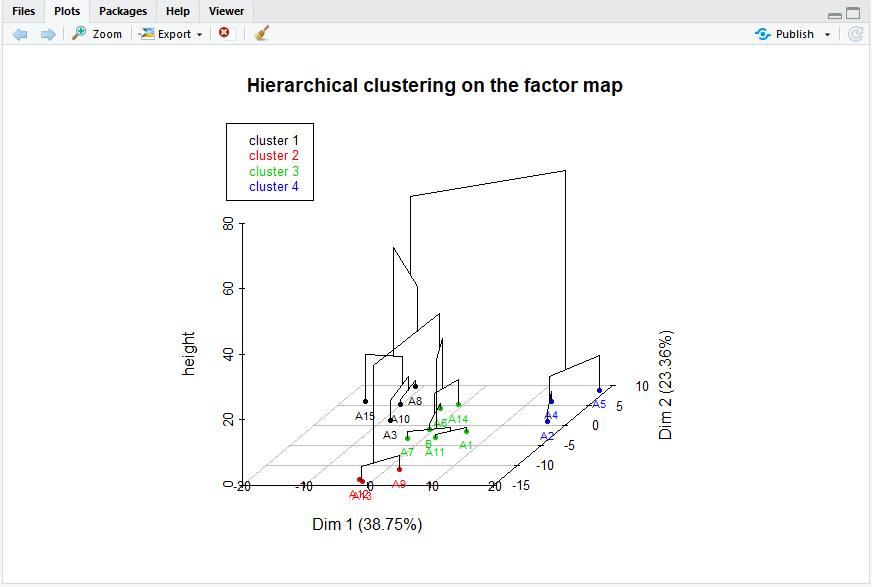 Files Plots Packages Help Viewer
Zoom Export Publish
Hierarchical clustering on the factor map
cluster 1
cluster 2
cluster 3
cluster 4
80
60
height
40
20
0
Dim 2 (23.36%)
10
5
0
-5
-10
-15
A8
A5
A15
A10
A14
A4
A6
A3
A2
B
A1
A7
A11
A9
A13
-20 -10 0 10 20
Dim 1 (38.75%)